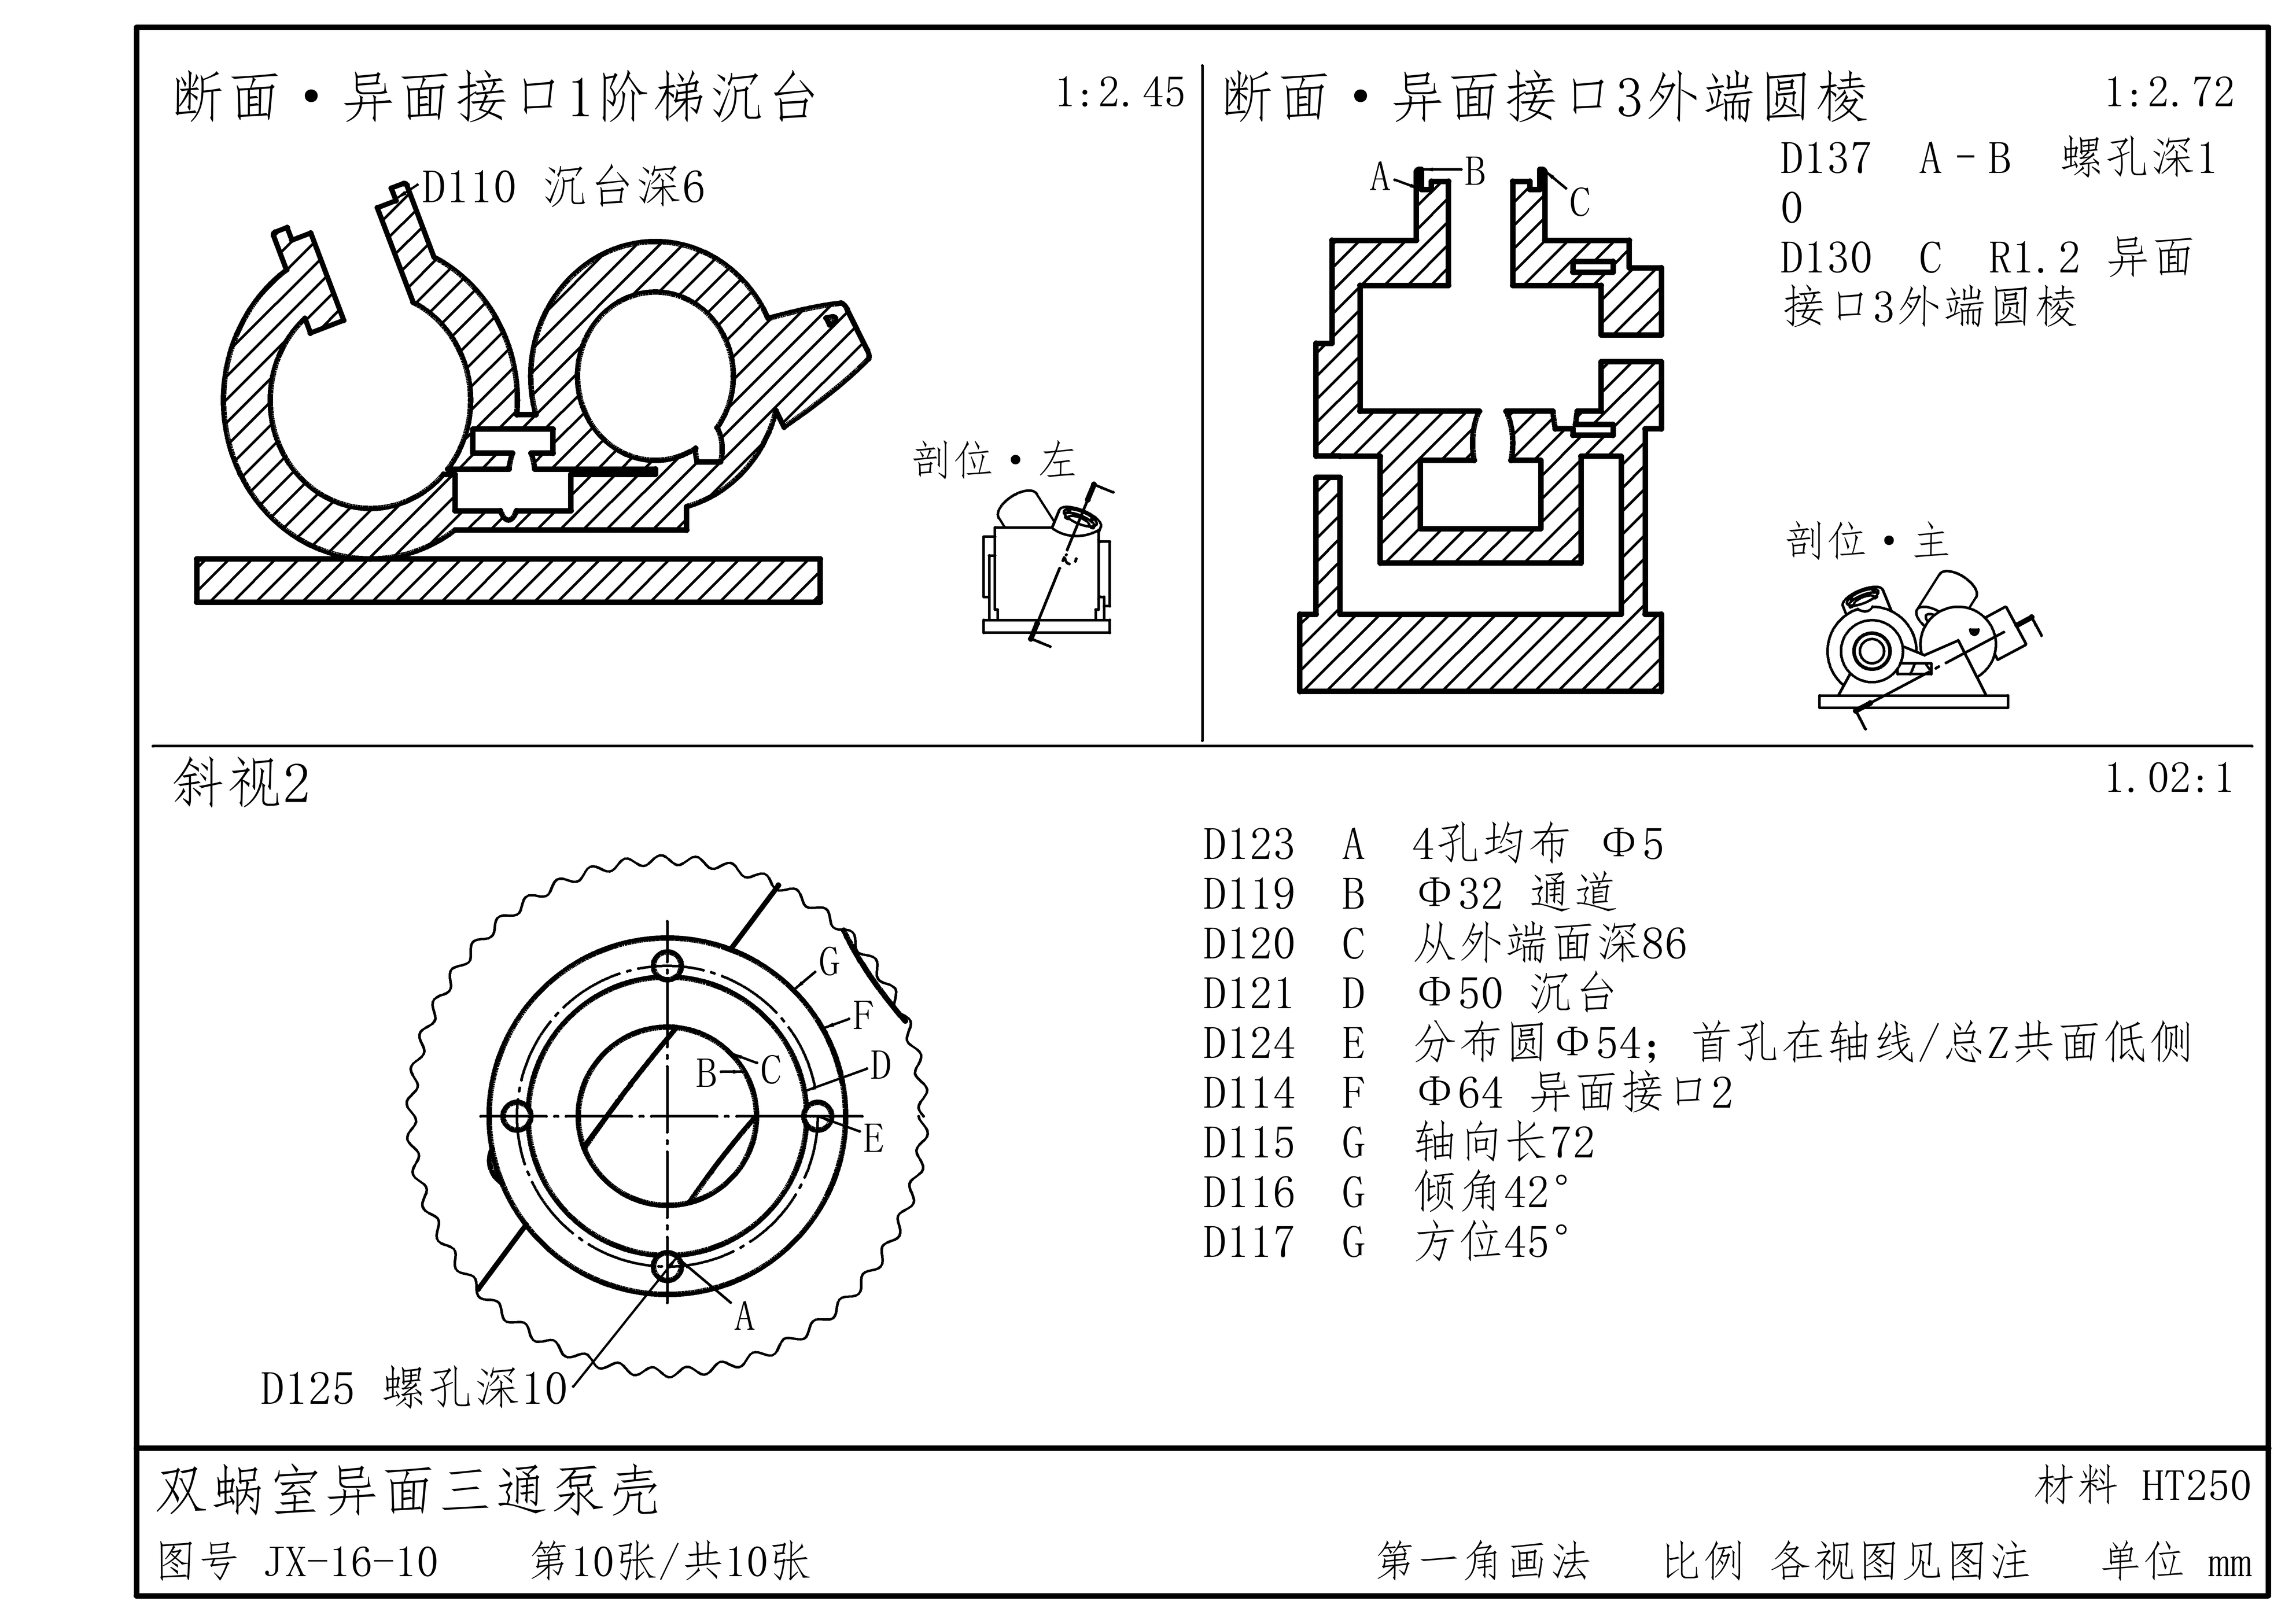 断面·异面接口1阶梯沉台 1:2.45
D110 沉台深6
剖位·左
断面·异面接口3外端圆棱 1:2.72
A
B
C
D137 A-B 螺孔深1
0
D130 C R1.2 异面
接口3外端圆棱
剖位·主
斜视2 1.02:1
G
F
D
B
C
E
A
D125 螺孔深10
D123 A 4孔均布 Φ5
D119 B Φ32 通道
D120 C 从外端面深86
D121 D Φ50 沉台
D124 E 分布圆Φ54; 首孔在轴线/总Z共面低侧
D114 F Φ64 异面接口2
D115 G 轴向长72
D116 G 倾角42°
D117 G 方位45°
双蜗室异面三通泵壳 材料 HT250
图号 JX-16-10 第10张/共10张 第一角画法 比例 各视图见图注 单位 mm